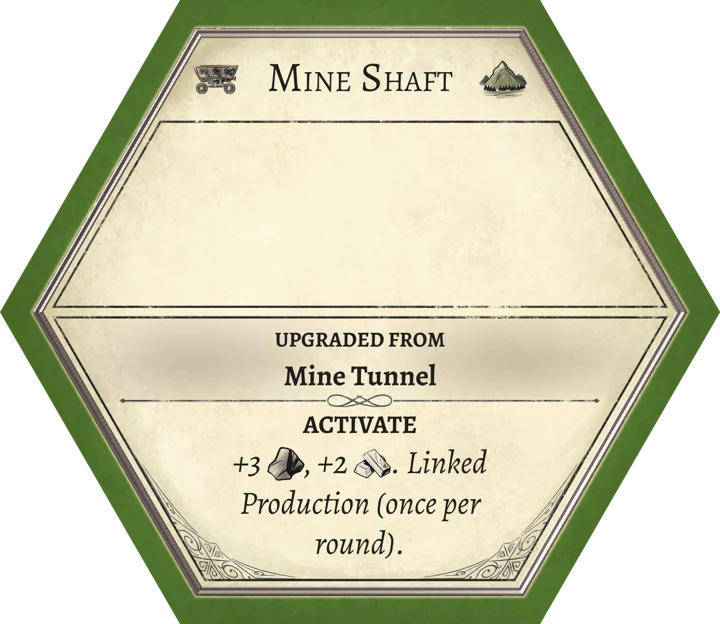 Mine Shaft
UPGRADED FROM
Mine Tunnel
ACTIVATE
+3 , +2 . Linked
Production (once per
round).